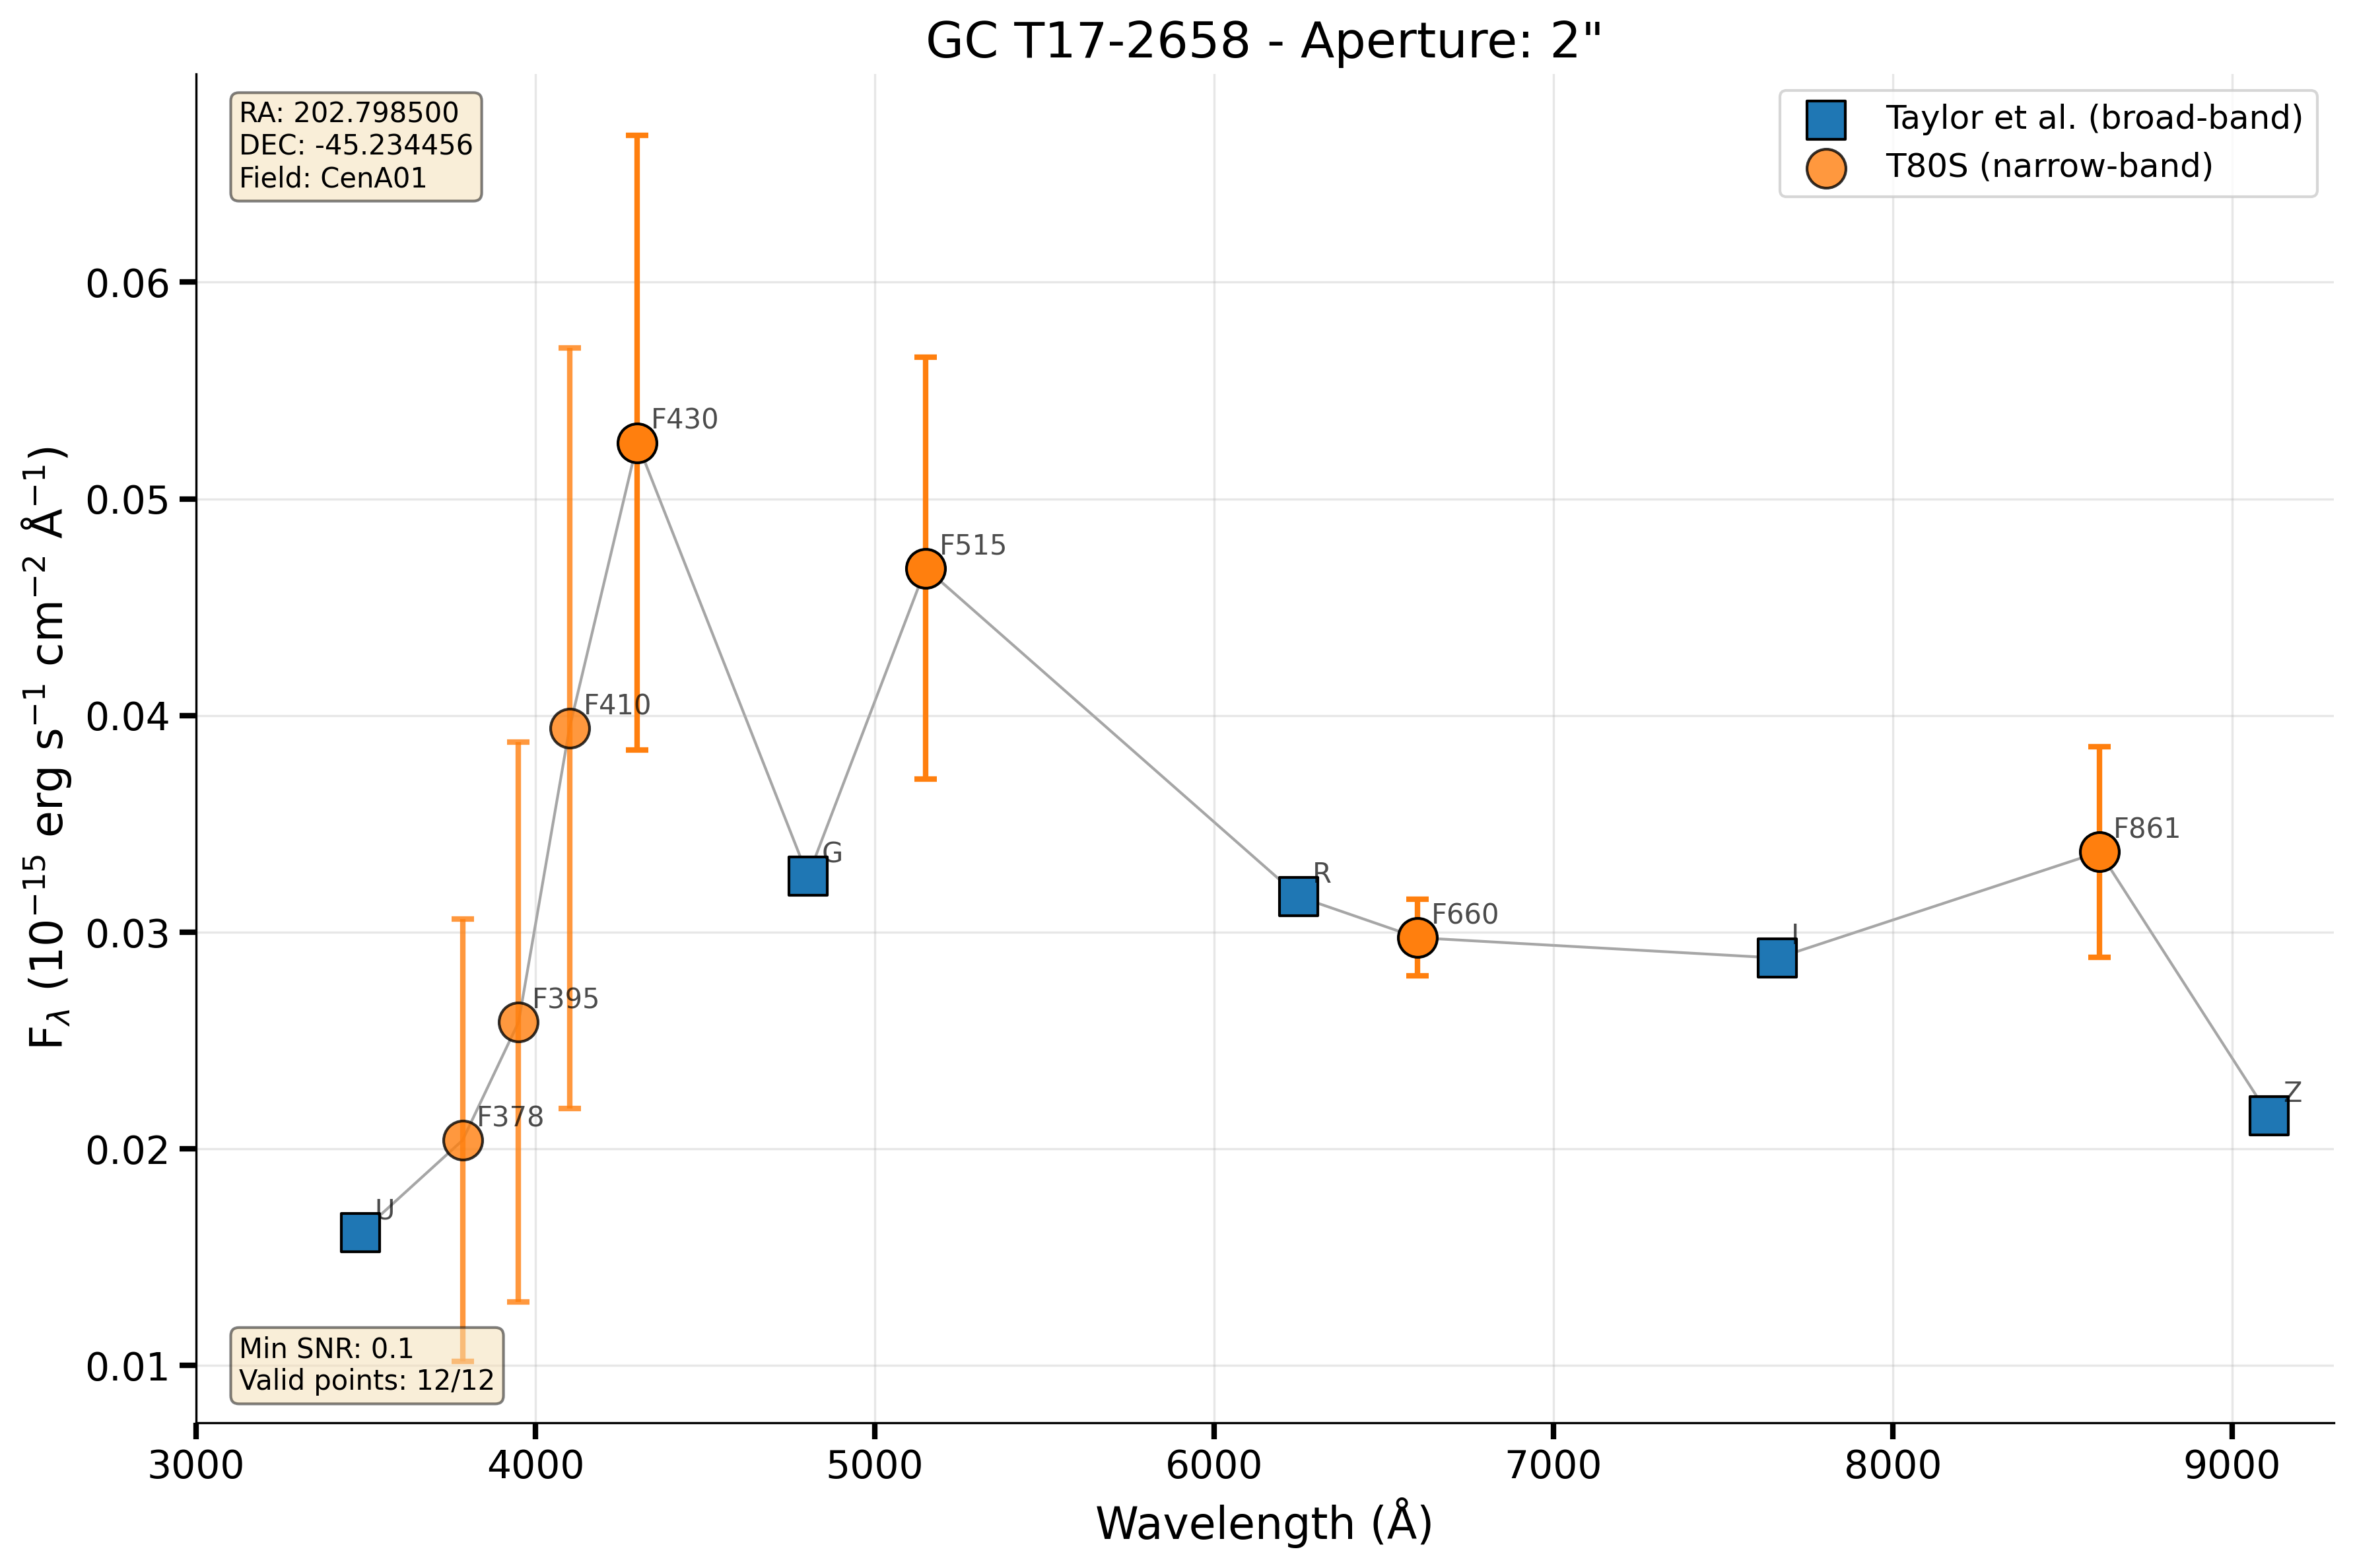 GC T17-2658 - Aperture: 2"
RA: 202.798500
DEC: -45.234456
Field: CenA01
Taylor et al. (broad-band)
T80S (narrow-band)
F430
F515
F410
G
R
F660
I
F861
F395
F378
U
Z
Min SNR: 0.1
Valid points: 12/12
0.06
0.05
0.04
0.03
0.02
0.01
3000 4000 5000 6000 7000 8000 9000
Wavelength (Å)
F$_{λ}$ (10⁻¹⁵ erg s⁻¹ cm⁻² Å⁻¹)